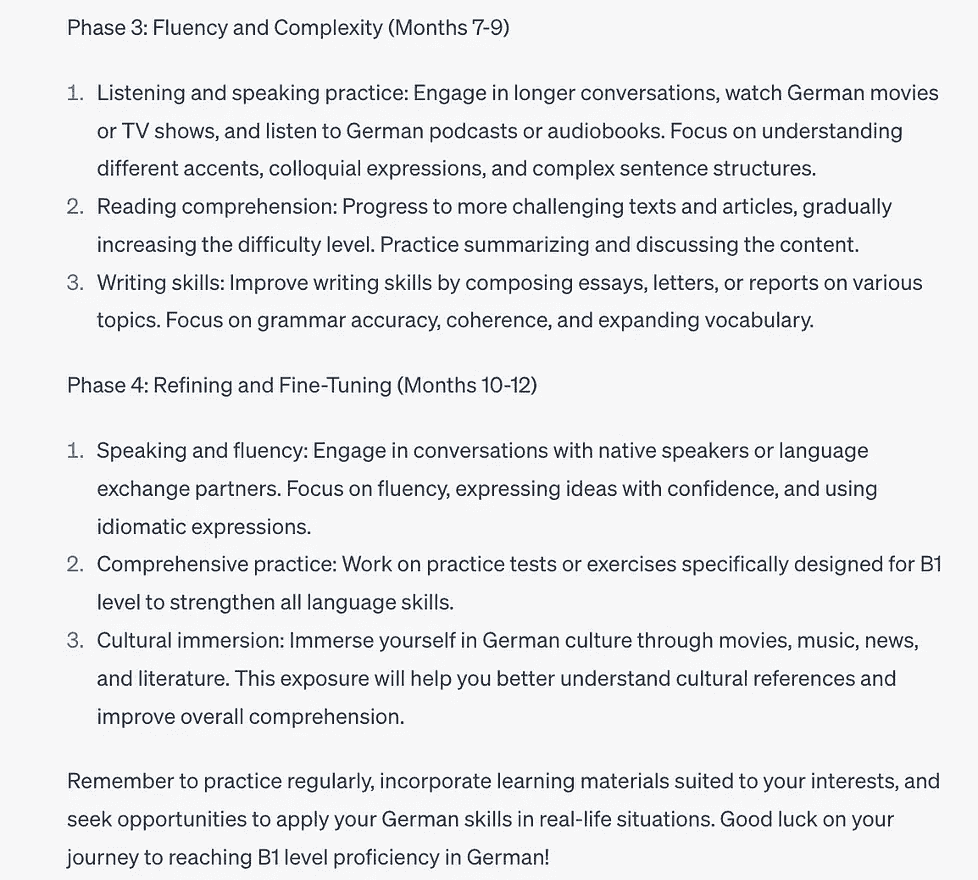 Phase 3: Fluency and Complexity (Months 7-9)
1. Listening and speaking practice: Engage in longer conversations, watch German movies
or TV shows, and listen to German podcasts or audiobooks. Focus on understanding
different accents, colloquial expressions, and complex sentence structures.
2. Reading comprehension: Progress to more challenging texts and articles, gradually
increasing the difficulty level. Practice summarizing and discussing the content.
3. Writing skills: Improve writing skills by composing essays, letters, or reports on various
topics. Focus on grammar accuracy, coherence, and expanding vocabulary.
Phase 4: Refining and Fine-Tuning (Months 10-12)
1. Speaking and fluency: Engage in conversations with native speakers or language
exchange partners. Focus on fluency, expressing ideas with confidence, and using
idiomatic expressions.
2. Comprehensive practice: Work on practice tests or exercises specifically designed for B1
level to strengthen all language skills.
3. Cultural immersion: Immerse yourself in German culture through movies, music, news,
and literature. This exposure will help you better understand cultural references and
improve overall comprehension.
Remember to practice regularly, incorporate learning materials suited to your interests, and
seek opportunities to apply your German skills in real-life situations. Good luck on your
journey to reaching B1 level proficiency in German!